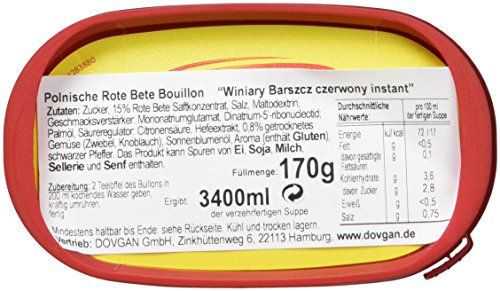 1283880
Polnische Rote Bete Bouillon "Winiary Barszcz czerwony instant"
Zutaten: Zucker, 15% Rote Bete Saftkonzentrat, Salz, Maltodextrin,
Geschmacksverstärker: Mononatriumglutamat, Dinatrium-5'-ribonucleotid;
Palmöl, Säureregulator: Citronensäure, Hefeextrakt, 0,8% getrocknetes
Gemüse (Zwiebel, Knoblauch), Sonnenblumenöl, Aroma (enthält Gluten),
schwarzer Pfeffer. Das Produkt kann Spuren von Ei, Soja, Milch,
Sellerie und Senf enthalten.
Füllmenge: 170g
Zubereitung: 2 Teelöffel des Bullons in
200 ml kochendes Wasser geben,
kräftig umrühren,
fertig.
Ergibt: 3400ml
der verzehrfertigen Suppe
Mindestens haltbar bis Ende: siehe Rückseite. Kühl und trocken lagern.
Vertrieb: DOVGAN GmbH, Zinkhüttenweg 6, 22113 Hamburg.
Durchschnittliche Nährwerte: pro 100 ml der fertigen Suppe
Energie kJ/kcal 72 / 17
Fett g <0,5
davon gesättigte Fettsäuren g 0,1
Kohlenhydrate g 3,6
davon Zucker g 2,8
Eiweß g <0,5
Salz g 0,75
www.dovgan.de